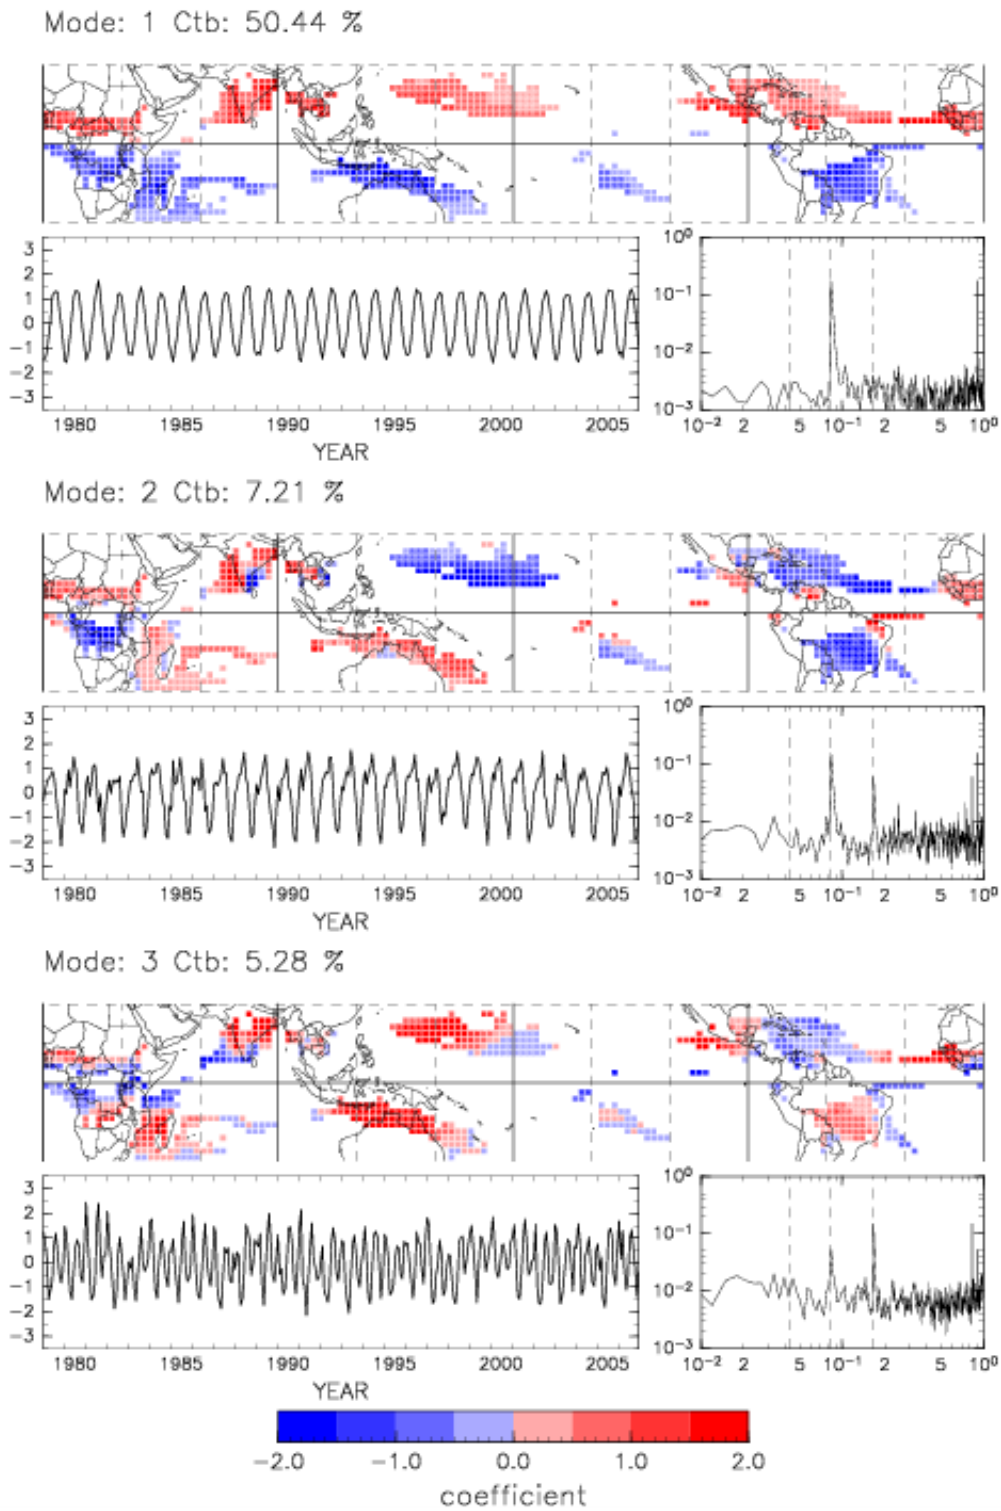 Mode: 1 Ctb: 50.44 %
3
2
1
0
−1
−2
−3
1980 1985 1990 1995 2000 2005
YEAR
10⁰
10⁻¹
10⁻²
10⁻³
10⁻² 2 5 10⁻¹ 2 5 10⁰
Mode: 2 Ctb: 7.21 %
3
2
1
0
−1
−2
−3
1980 1985 1990 1995 2000 2005
YEAR
10⁰
10⁻¹
10⁻²
10⁻³
10⁻² 2 5 10⁻¹ 2 5 10⁰
Mode: 3 Ctb: 5.28 %
3
2
1
0
−1
−2
−3
1980 1985 1990 1995 2000 2005
YEAR
10⁰
10⁻¹
10⁻²
10⁻³
10⁻² 2 5 10⁻¹ 2 5 10⁰
−2.0 −1.0 0.0 1.0 2.0
coefficient